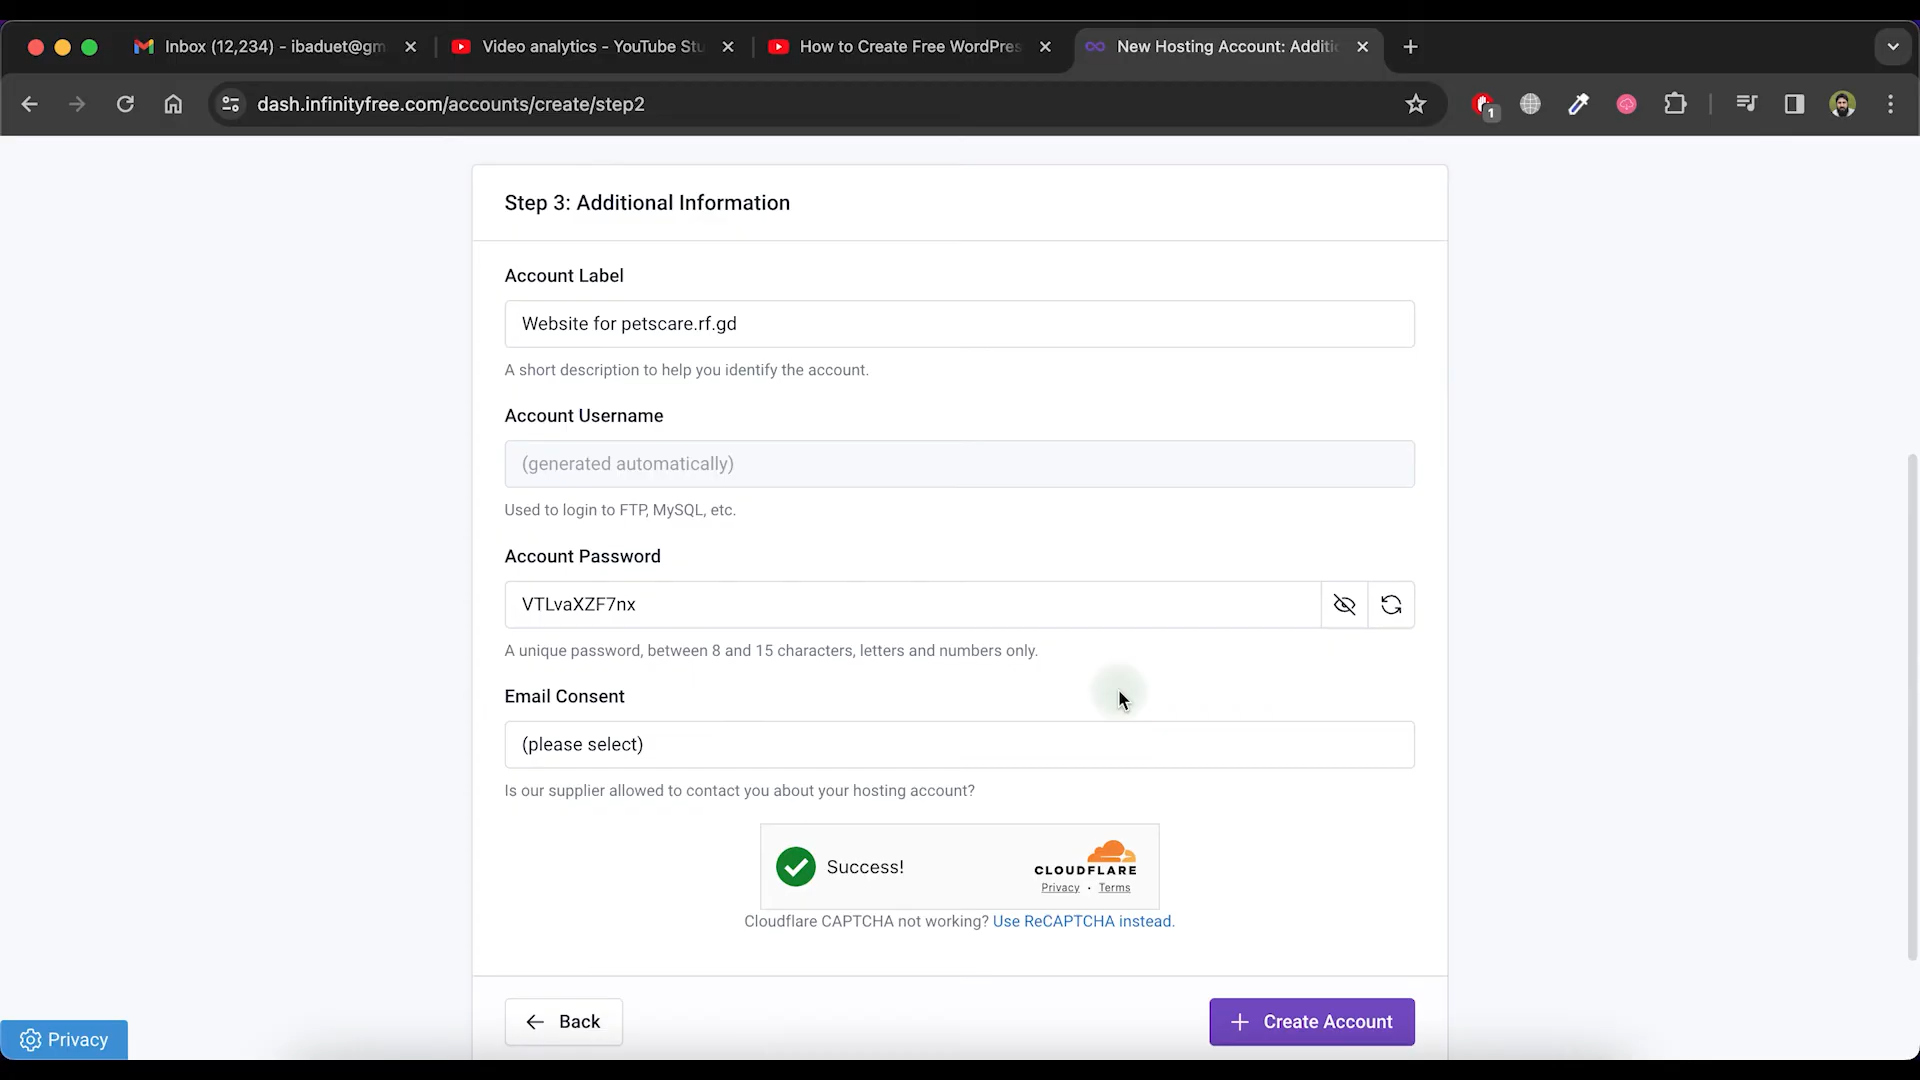 Inbox (12,234) - ibaduet@gm
Video analytics - YouTube Stu
How to Create Free WordPres
New Hosting Account: Additi
dash.infinityfree.com/accounts/create/step2
1
Step 3: Additional Information
Account Label
Website for petscare.rf.gd
A short description to help you identify the account.
Account Username
(generated automatically)
Used to login to FTP, MySQL, etc.
Account Password
VTLvaXZF7nx
A unique password, between 8 and 15 characters, letters and numbers only.
Email Consent
(please select)
Is our supplier allowed to contact you about your hosting account?
Success!
CLOUDFLARE
Privacy • Terms
Cloudflare CAPTCHA not working? Use ReCAPTCHA instead.
Back
Create Account
Privacy